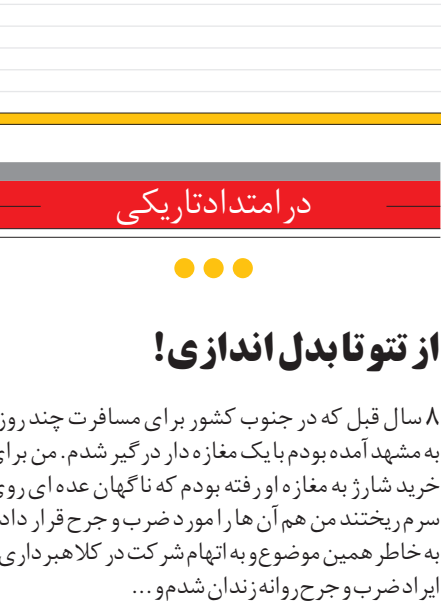 در امتداد تاریکی
از تتو تا بدل اندازی!
۸ سال قبل که در جنوب کشور برای مسافرت چند روز
به مشهد آمده بودم با یک مغازه دار درگیر شدم. من برای
خرید شارژ به مغازه او رفته بودم که ناگهان عده ای روی
سرم ریختند من هم آن ها را مورد ضرب و جرح قرار داد
به خاطر همین موضوع و به اتهام شرکت در کلاهبرداری
ایراد ضرب و جرح روانه زندان شدم و ...